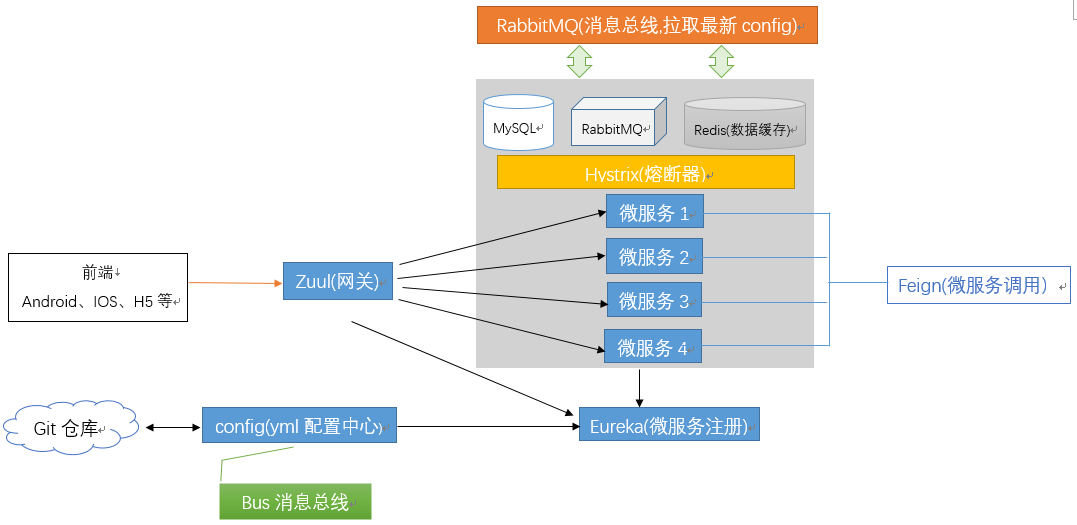 RabbitMQ(消息总线,拉取最新 config)
MySQL
RabbitMQ
Redis(数据缓存)
Hystrix(熔断器)
微服务 1
微服务 2
微服务 3
微服务 4
前端
Android、IOS、H5 等
Zuul(网关)
Feign(微服务调用）
Git 仓库
config(yml 配置中心)
Eureka(微服务注册)
Bus 消息总线